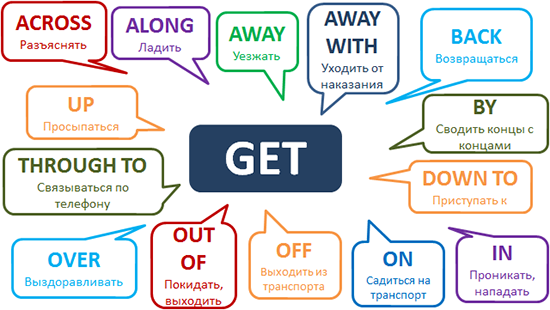 ACROSS
Разъяснять
ALONG
Ладить
AWAY
Уезжать
AWAY
WITH
Уходить от
наказания
BACK
Возвращаться
UP
Просыпаться
GET
BY
Сводить концы с
концами
THROUGH TO
Связываться по
телефону
DOWN TO
Приступать к
OVER
Выздоравливать
OUT
OF
Покидать,
выходить
OFF
Выходить из
транспорта
ON
Садиться на
транспорт
IN
Проникать,
нападать